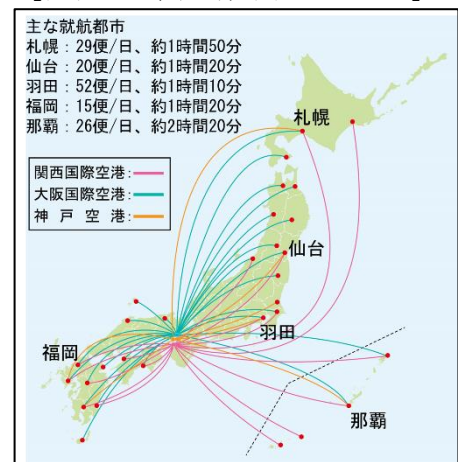 主な就航都市
札幌：29便/日、約1時間50分
仙台：20便/日、約1時間20分
羽田：52便/日、約1時間10分
福岡：15便/日、約1時間20分
那覇：26便/日、約2時間20分
札幌
関西国際空港:
大阪国際空港:
神戸空港:
仙台
羽田
福岡
那覇